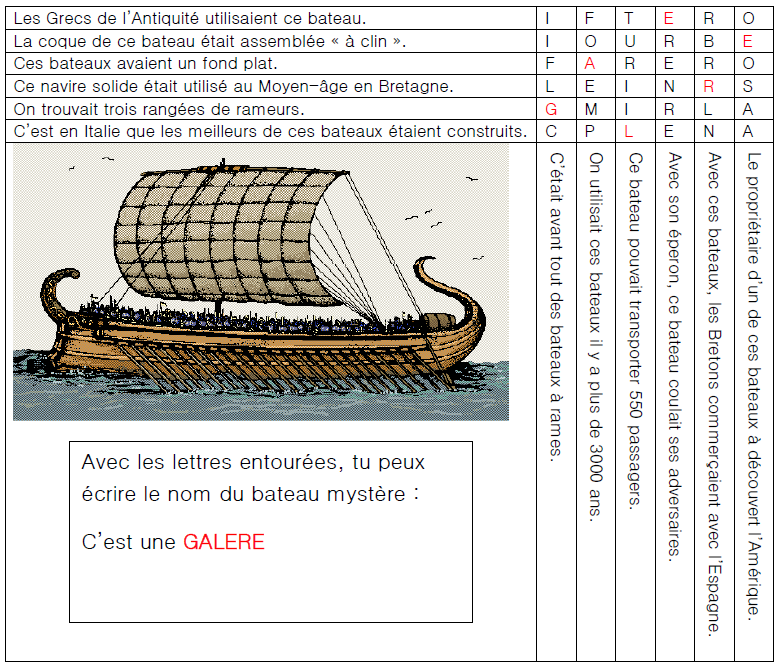 Les Grecs de l'Antiquité utilisaient ce bateau. I F T E R O
La coque de ce bateau était assemblée « à clin ». I O U R B E
Ces bateaux avaient un fond plat. F A R E R O
Ce navire solide était utilisé au Moyen-âge en Bretagne. L E I N R S
On trouvait trois rangées de rameurs. G M I R L A
C'est en Italie que les meilleurs de ces bateaux étaient construits. C P L E N A
C'était avant tout des bateaux à rames.
On utilisait ces bateaux il y a plus de 3000 ans.
Ce bateau pouvait transporter 550 passagers.
Avec son éperon, ce bateau coulait ses adversaires.
Avec ces bateaux, les Bretons commerçaient avec l'Espagne.
Le propriétaire d'un de ces bateaux à découvert l'Amérique.
Avec les lettres entourées, tu peux
écrire le nom du bateau mystère :
C'est une GALERE